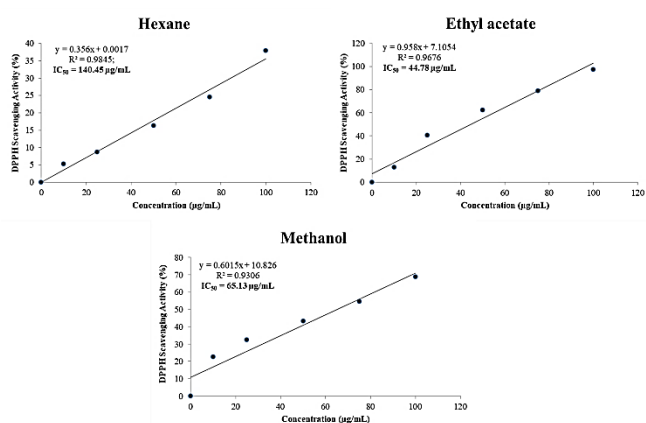 Hexane
y = 0.356x + 0.0017
R² = 0.9845;
IC₅₀ = 140.45 µg/mL
DPPH Scavenging Activity (%)
40
35
30
25
20
15
10
5
0
0 20 40 60 80 100 120
Concentration (µg/mL)
Ethyl acetate
y = 0.958x + 7.1054
R² = 0.9676
IC₅₀ = 44.78 µg/mL
DPPH Scavenging Activity (%)
120
100
80
60
40
20
0
0 20 40 60 80 100 120
Concentration (µg/mL)
Methanol
y = 0.6015x + 10.826
R² = 0.9306
IC₅₀ = 65.13 µg/mL
DPPH Scavenging Activity (%)
80
70
60
50
40
30
20
10
0
0 20 40 60 80 100 120
Concentration (µg/mL)